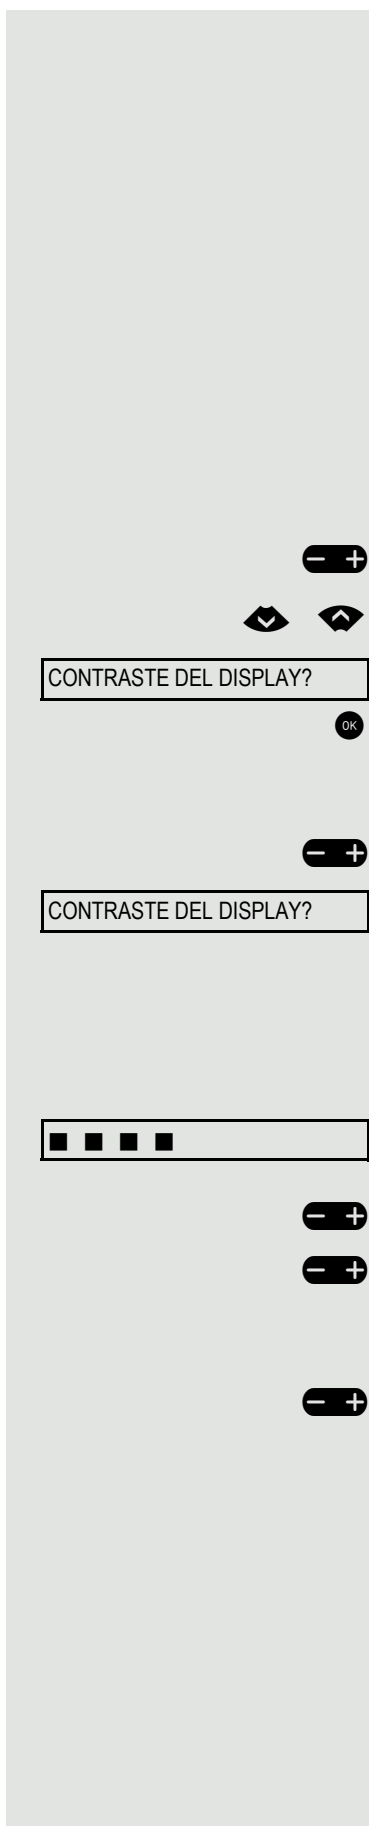 − +
CONTRASTE DEL DISPLAY?
OK
− +
CONTRASTE DEL DISPLAY?
■ ■ ■ ■
− +
− +
− +